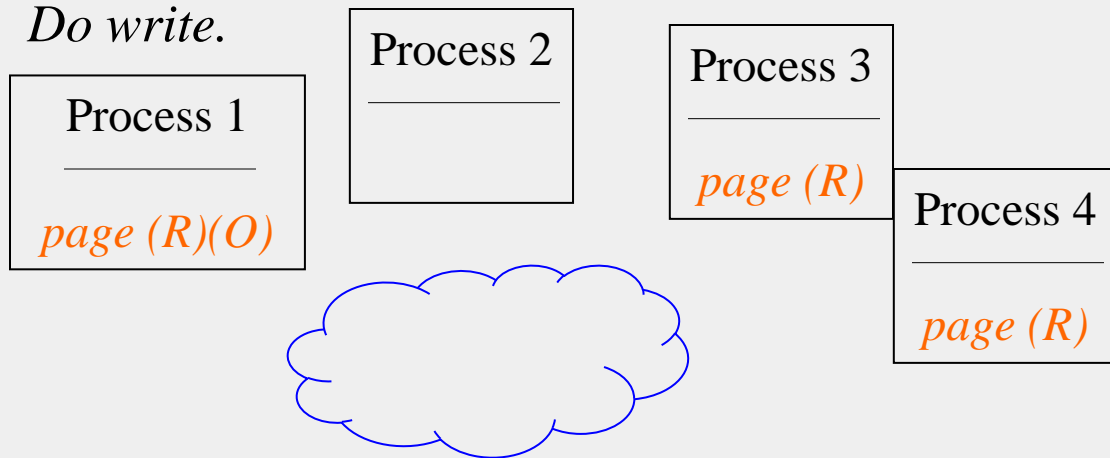 Do write.
Process 1
page (R)(O)
Process 2
Process 3
page (R)
Process 4
page (R)